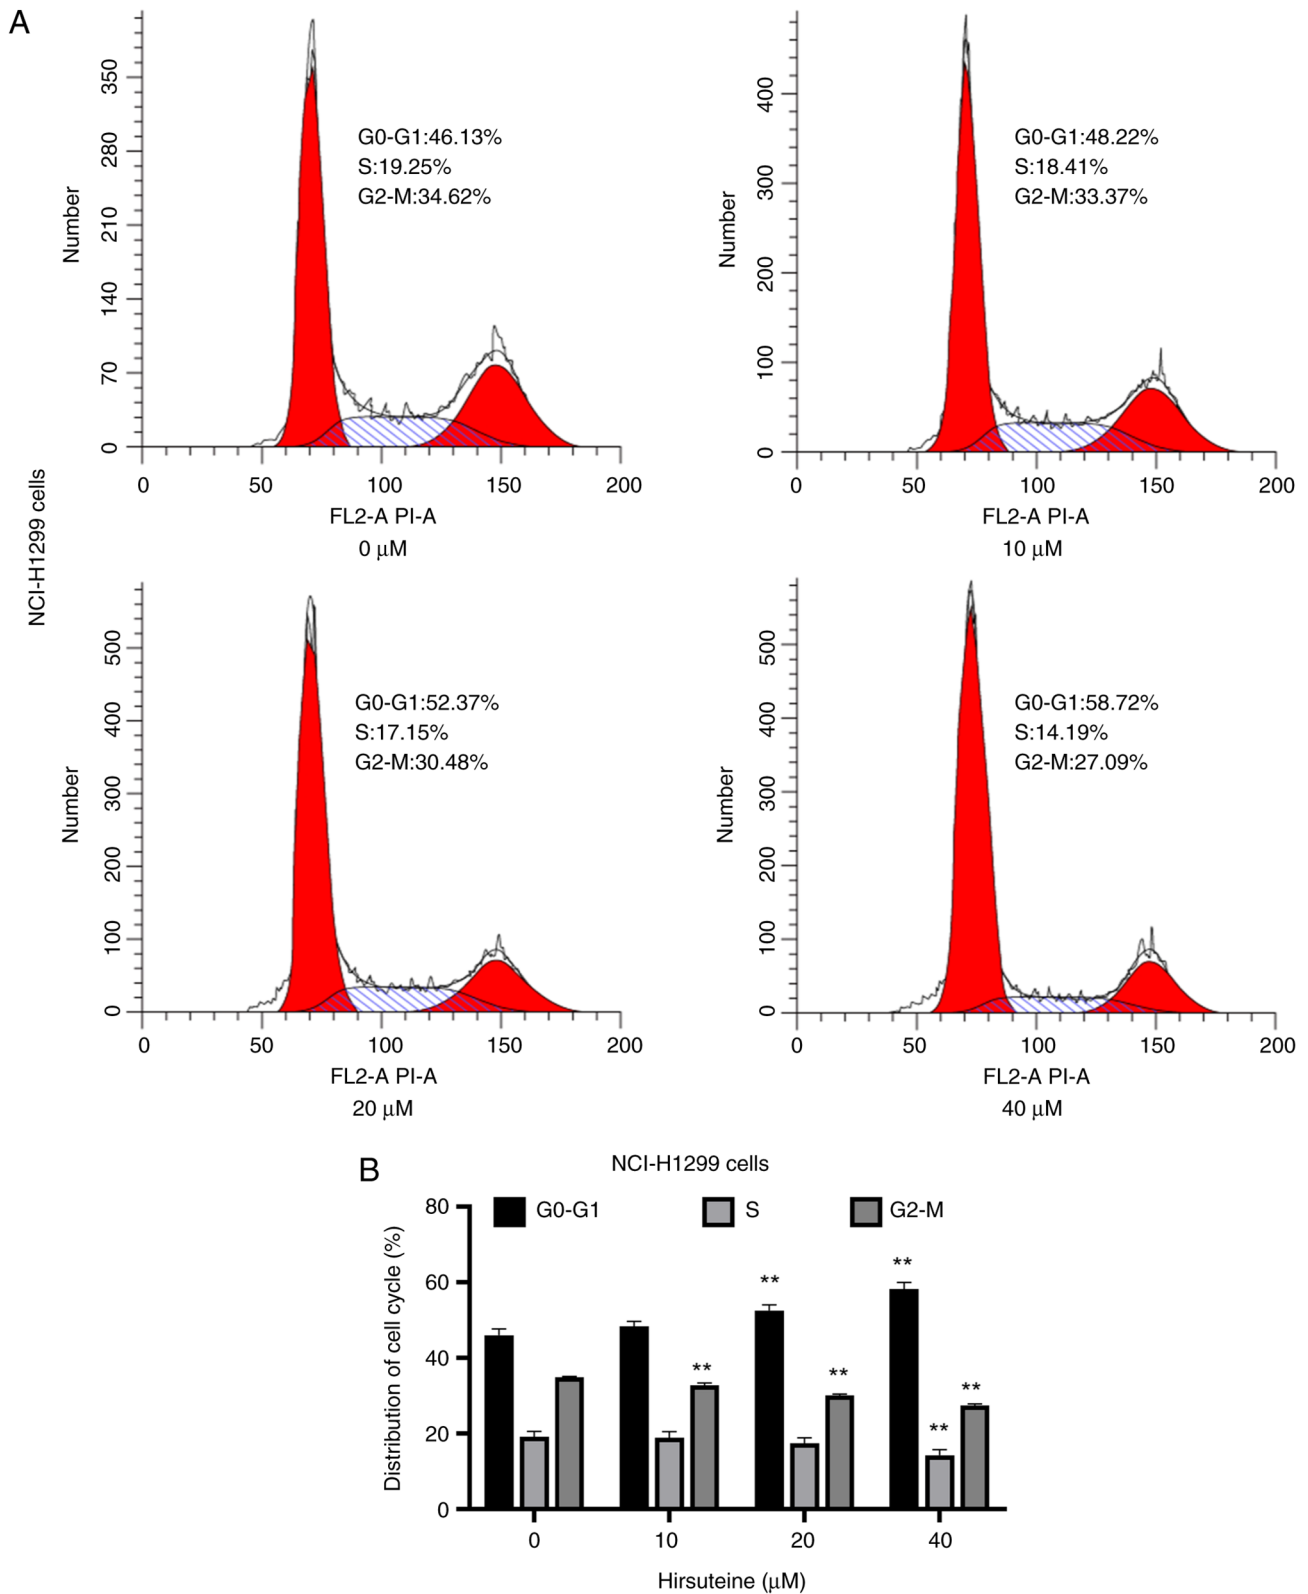 A
350
280
210
140
70
0
Number
G0-G1:46.13%
S:19.25%
G2-M:34.62%
0 50 100 150 200
FL2-A PI-A
0 μM
400
300
200
100
0
Number
G0-G1:48.22%
S:18.41%
G2-M:33.37%
0 50 100 150 200
FL2-A PI-A
10 μM
NCI-H1299 cells
500
400
300
200
100
0
Number
G0-G1:52.37%
S:17.15%
G2-M:30.48%
0 50 100 150 200
FL2-A PI-A
20 μM
500
400
300
200
100
0
Number
G0-G1:58.72%
S:14.19%
G2-M:27.09%
0 50 100 150 200
FL2-A PI-A
40 μM
B
NCI-H1299 cells
G0-G1 S G2-M
Distribution of cell cycle (%)
80
60
40
20
0
**
**
**
**
**
**
0 10 20 40
Hirsuteine (μM)